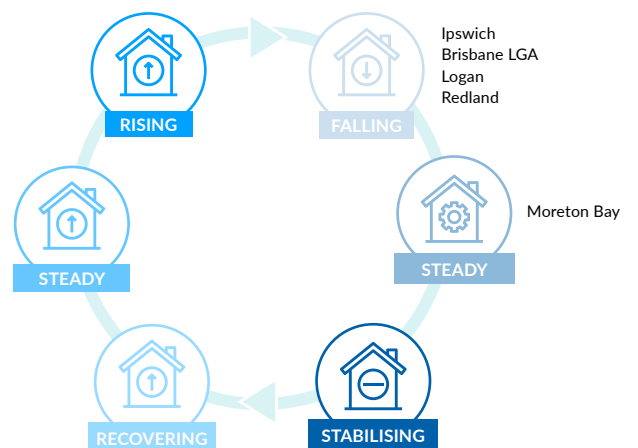 RISING
FALLING
Ipswich
Brisbane LGA
Logan
Redland
STEADY
Moreton Bay
STABILISING
RECOVERING
STEADY